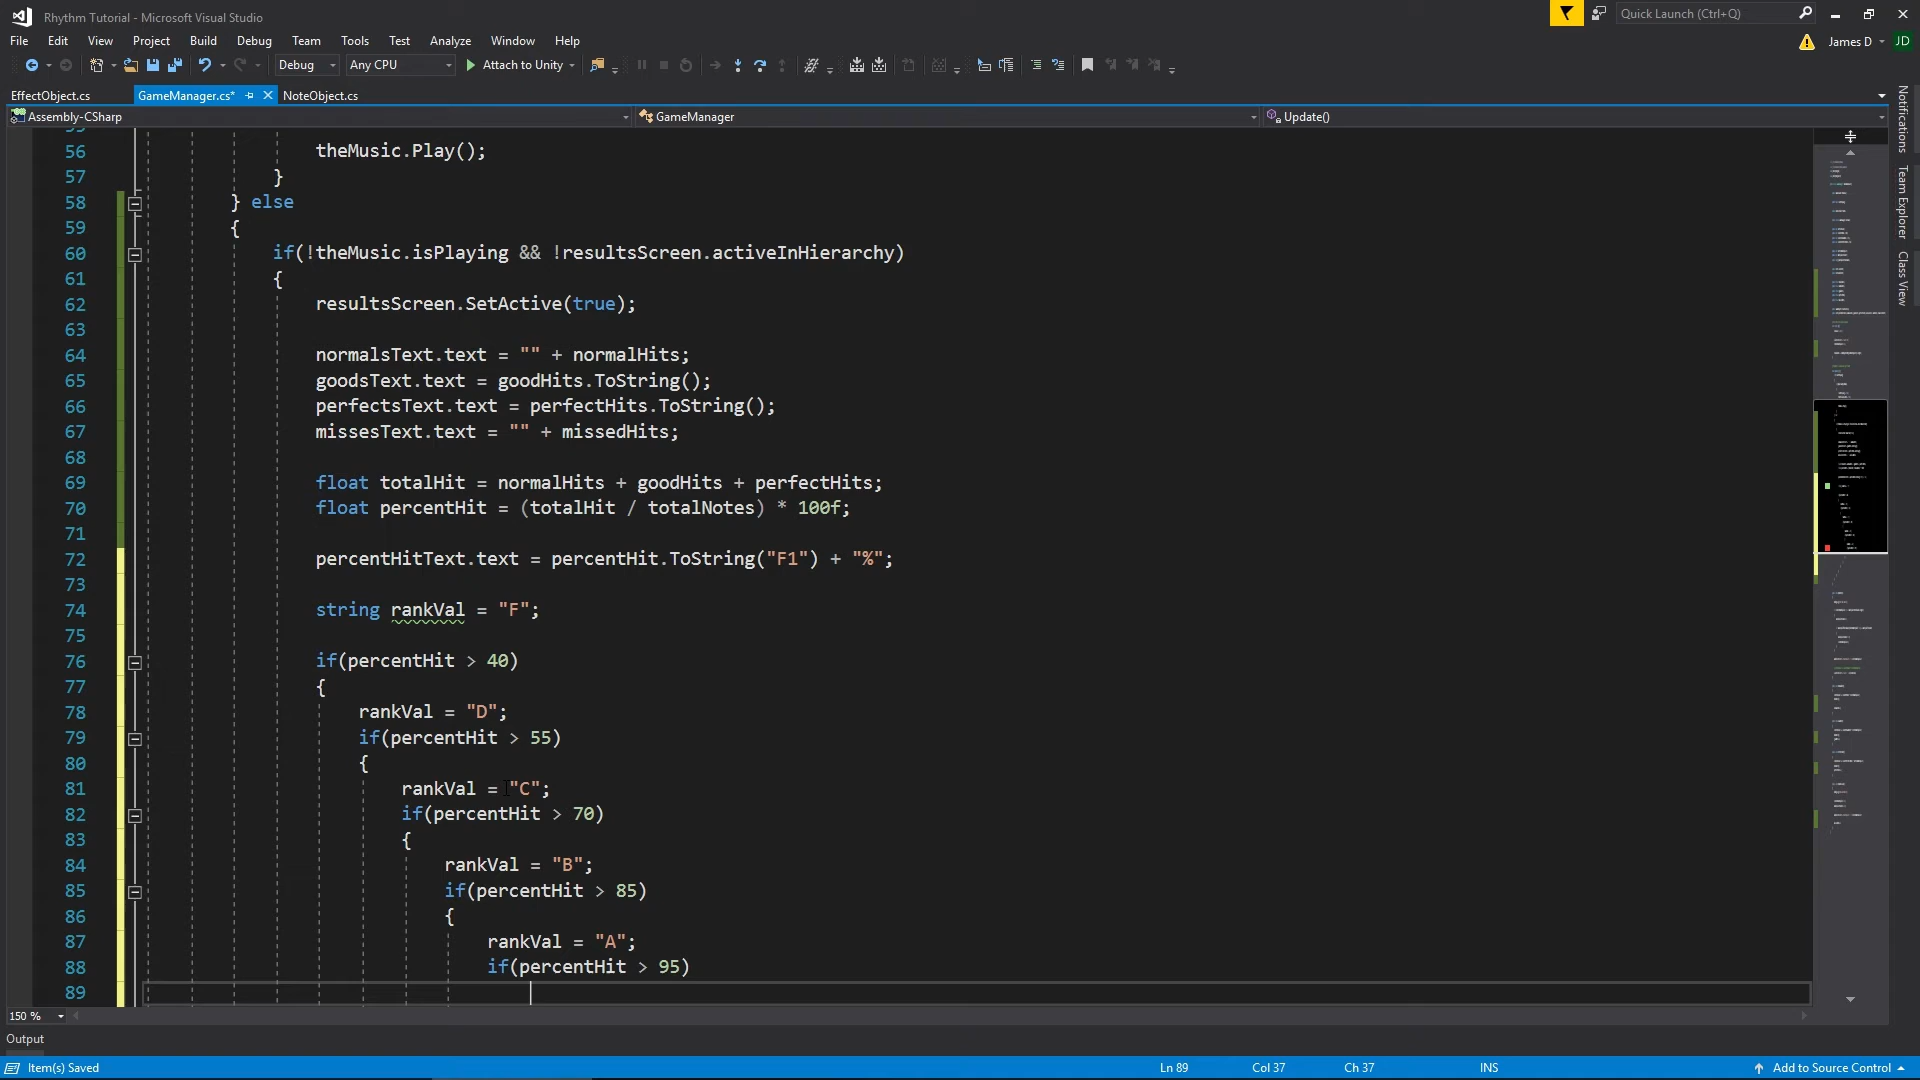 Rhythm Tutorial - Microsoft Visual Studio
Quick Launch (Ctrl+Q)
File Edit View Project Build Debug Team Tools Test Analyze Window Help
James D JD
Debug Any CPU Attach to Unity
EffectObject.cs GameManager.cs* NoteObject.cs
Assembly-CSharp GameManager Update()
56 theMusic.Play();
57 }
58 } else
59 {
60 if(!theMusic.isPlaying && !resultsScreen.activeInHierarchy)
61 {
62 resultsScreen.SetActive(true);
63
64 normalsText.text = "" + normalHits;
65 goodsText.text = goodHits.ToString();
66 perfectsText.text = perfectHits.ToString();
67 missesText.text = "" + missedHits;
68
69 float totalHit = normalHits + goodHits + perfectHits;
70 float percentHit = (totalHit / totalNotes) * 100f;
71
72 percentHitText.text = percentHit.ToString("F1") + "%";
73
74 string rankVal = "F";
75
76 if(percentHit > 40)
77 {
78 rankVal = "D";
79 if(percentHit > 55)
80 {
81 rankVal = "C";
82 if(percentHit > 70)
83 {
84 rankVal = "B";
85 if(percentHit > 85)
86 {
87 rankVal = "A";
88 if(percentHit > 95)
89
150 %
Output
Item(s) Saved Ln 89 Col 37 Ch 37 INS Add to Source Control
Notifications
Team Explorer
Class View